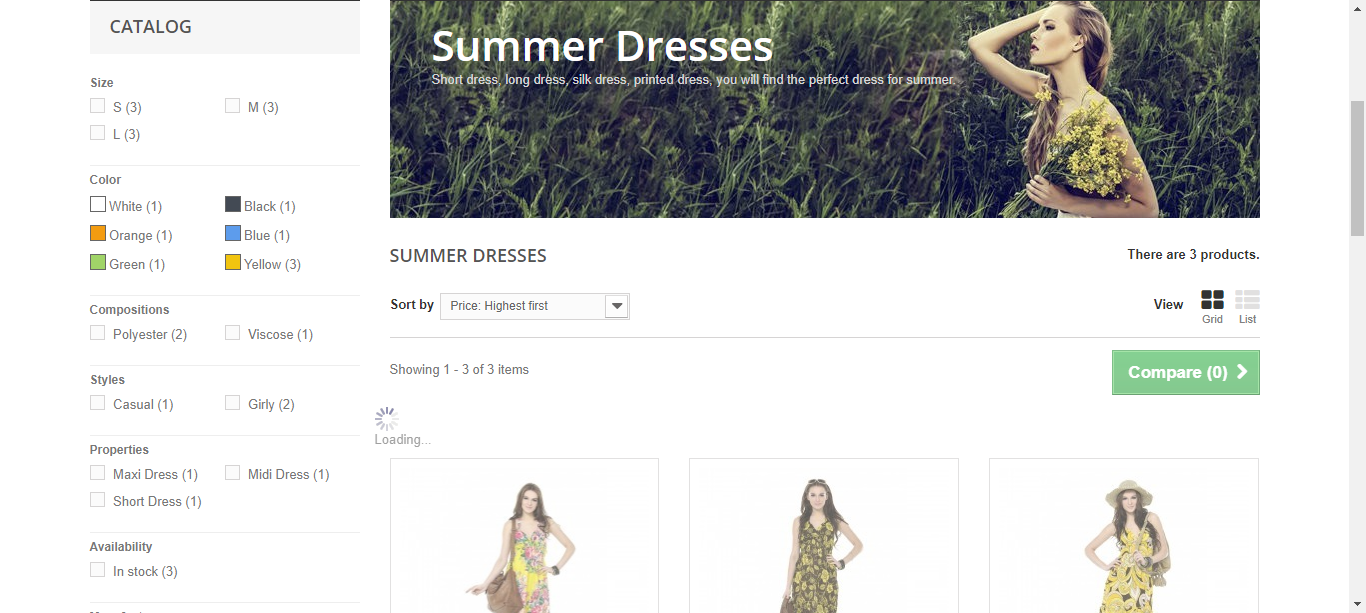 CATALOG
Size
S (3) M (3)
L (3)
Color
White (1) Black (1)
Orange (1) Blue (1)
Green (1) Yellow (3)
Compositions
Polyester (2) Viscose (1)
Styles
Casual (1) Girly (2)
Properties
Maxi Dress (1) Midi Dress (1)
Short Dress (1)
Availability
In stock (3)
Summer Dresses
Short dress, long dress, silk dress, printed dress, you will find the perfect dress for summer.
SUMMER DRESSES
There are 3 products.
Sort by Price: Highest first
View Grid List
Showing 1 - 3 of 3 items
Compare (0)
Loading...